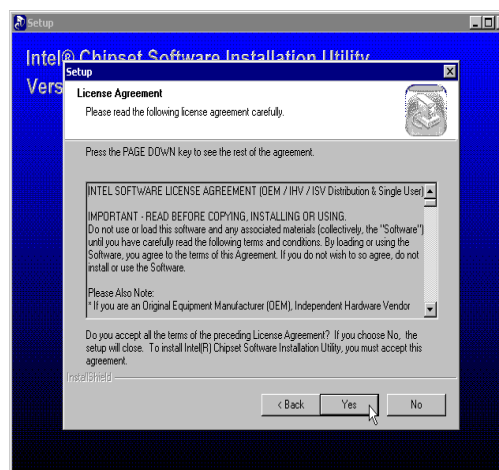 Setup
Intel® Chipset Software Installation Utility
Vers
Setup
License Agreement
Please read the following license agreement carefully.
Press the PAGE DOWN key to see the rest of the agreement.
INTEL SOFTWARE LICENSE AGREEMENT (OEM / IHV / ISV Distribution & Single User)
IMPORTANT - READ BEFORE COPYING, INSTALLING OR USING.
Do not use or load this software and any associated materials (collectively, the "Software")
until you have carefully read the following terms and conditions. By loading or using the
Software, you agree to the terms of this Agreement. If you do not wish to so agree, do not
install or use the Software.
Please Also Note:
* If you are an Original Equipment Manufacturer (OEM), Independent Hardware Vendor
Do you accept all the terms of the preceding License Agreement? If you choose No, the
setup will close. To install Intel(R) Chipset Software Installation Utility, you must accept this
agreement.
InstallShield
< Back Yes No